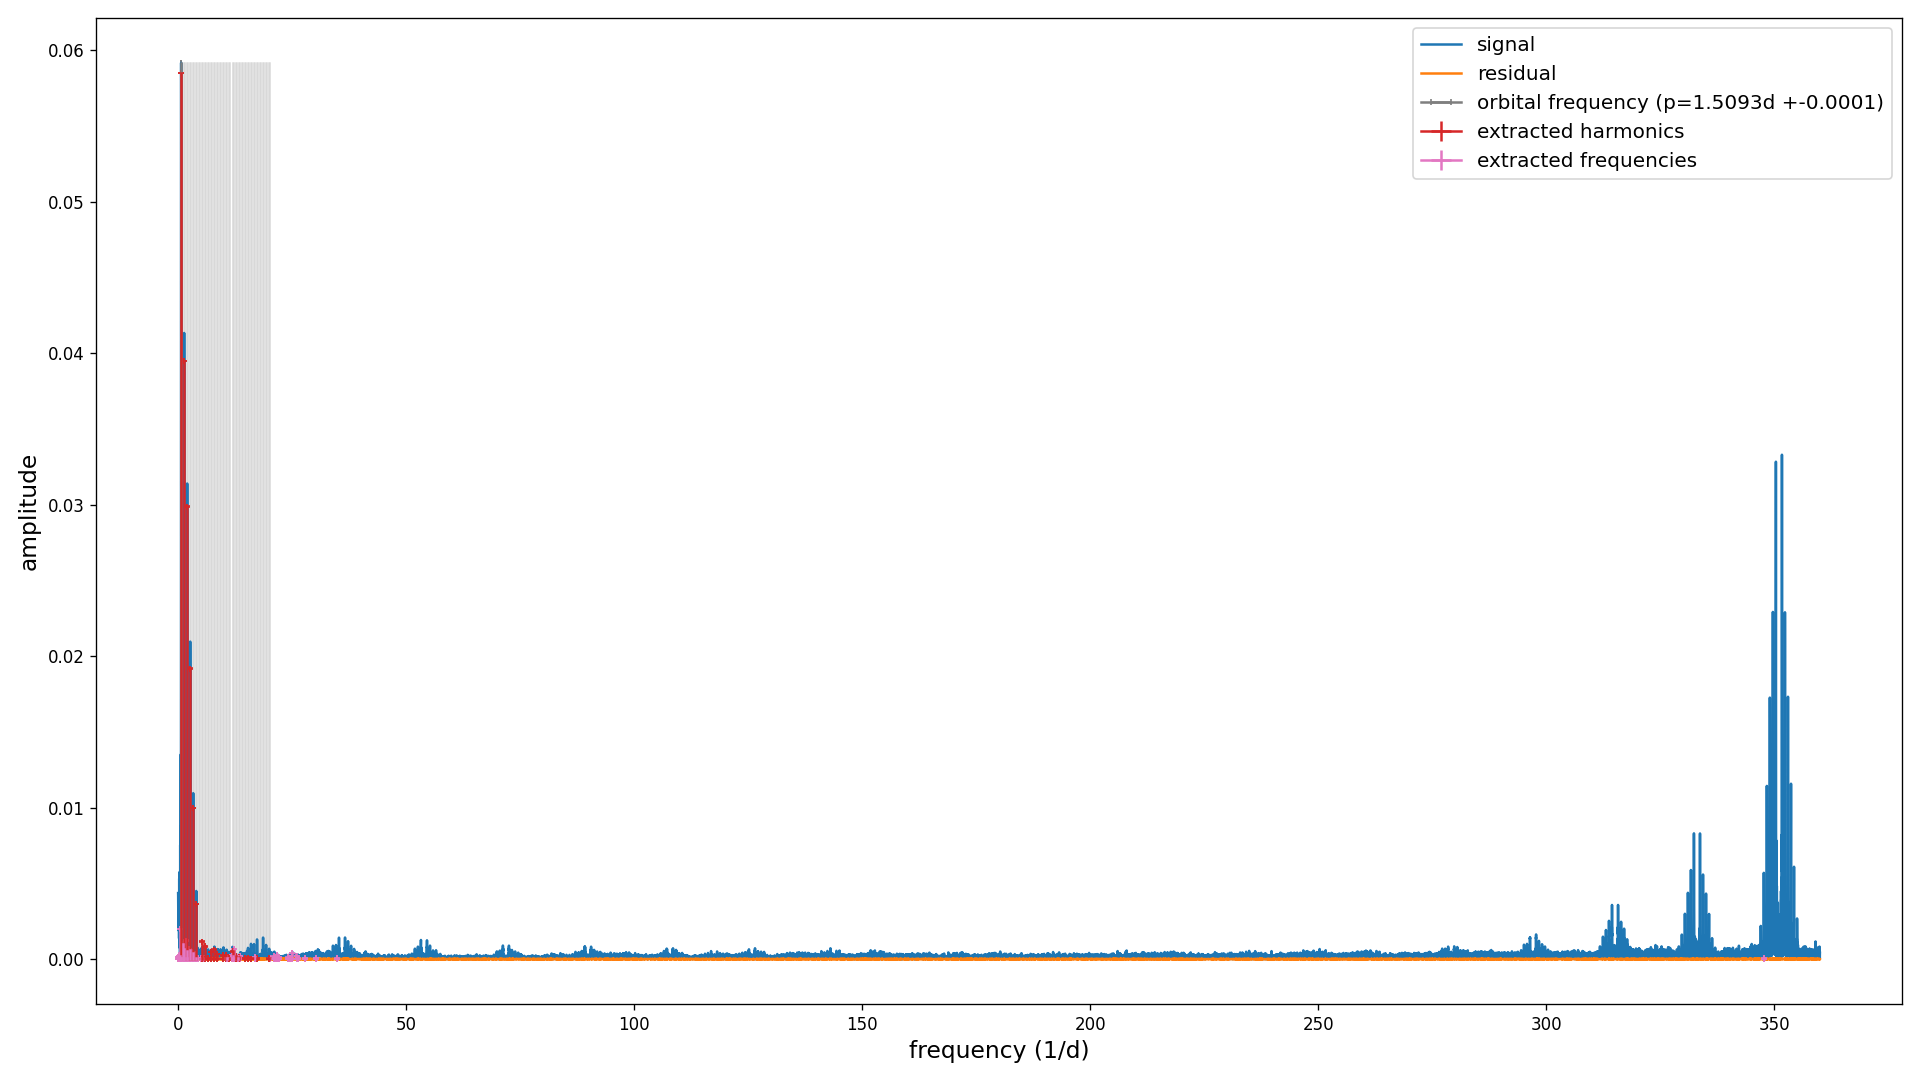 signal
residual
orbital frequency (p=1.5093d +-0.0001)
extracted harmonics
extracted frequencies
0.06
0.05
0.04
0.03
0.02
0.01
0.00
amplitude
0 50 100 150 200 250 300 350
frequency (1/d)